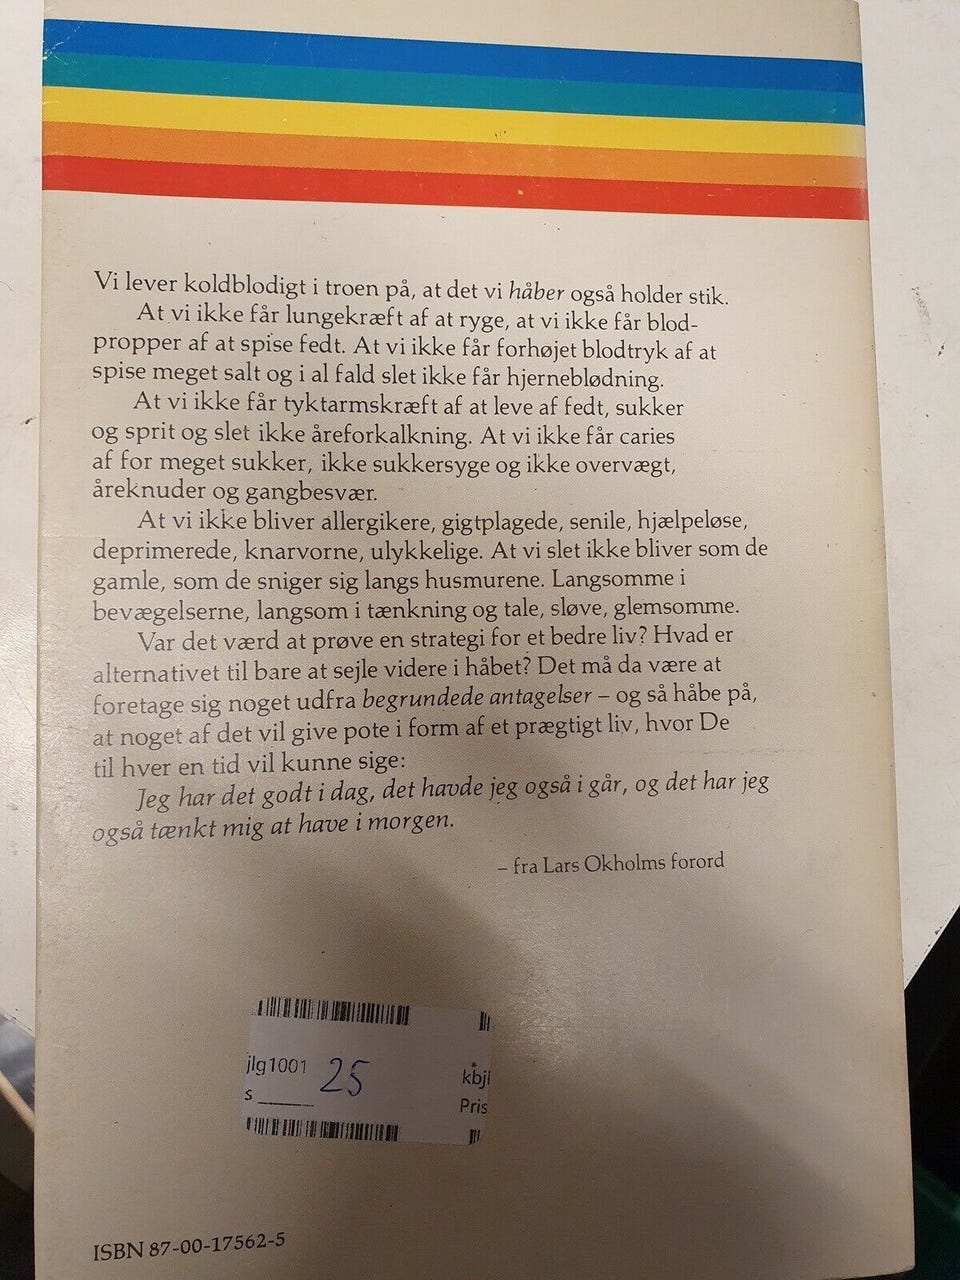 Vi lever koldblodigt i troen på, at det vi håber også holder stik.
At vi ikke får lungekræft af at ryge, at vi ikke får blod-
propper af at spise fedt. At vi ikke får forhøjet blodtryk af at
spise meget salt og i al fald slet ikke får hjerneblødning.
At vi ikke får tyktarmskræft af at leve af fedt, sukker
og sprit og slet ikke åreforkalkning. At vi ikke får caries
af for meget sukker, ikke sukkersyge og ikke overvægt,
åreknuder og gangbesvær.
At vi ikke bliver allergikere, gigtplagede, senile, hjælpeløse,
deprimerede, knarvorne, ulykkelige. At vi slet ikke bliver som de
gamle, som de sniger sig langs husmurene. Langsomme i
bevægelserne, langsom i tænkning og tale, sløve, glemsomme.
Var det værd at prøve en strategi for et bedre liv? Hvad er
alternativet til bare at sejle videre i håbet? Det må da være at
foretage sig noget udfra begrundede antagelser – og så håbe på,
at noget af det vil give pote i form af et prægtigt liv, hvor De
til hver en tid vil kunne sige:
Jeg har det godt i dag, det havde jeg også i går, og det har jeg
også tænkt mig at have i morgen.
– fra Lars Okholms forord
jlg1001 25 kbjl
s_____ Pris
ISBN 87-00-17562-5